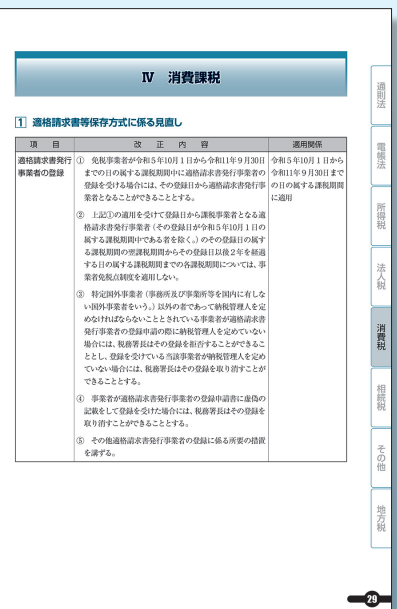 Ⅳ 消費課税
1 適格請求書等保存方式に係る見直し
項 目
改 正 内 容
適用関係
適格請求書発行
事業者の登録
① 免税事業者が令和5年10月1日から令和11年9月30日
までの日の属する課税期間中に適格請求書発行事業者の
登録を受ける場合には、その登録日から適格請求書発行事
業者となることができることとする。
令和5年10月1日から
令和11年9月30日まで
の日の属する課税期間
に適用
② 上記①の適用を受けて登録日から課税事業者となる適
格請求書発行事業者(その登録日が令和5年10月1日の
属する課税期間中である者を除く。)のその登録日の属す
る課税期間の翌課税期間からその登録日以後2年を経過
する日の属する課税期間までの各課税期間については、事
業者免税点制度を適用しない。
③ 特定国外事業者(事務所及び事業所等を国内に有しな
い国外事業者をいう。)以外の者であって納税管理人を定
めなければならないこととされている事業者が適格請求書
発行事業者の登録申請の際に納税管理人を定めていない
場合には、税務署長はその登録を拒否することができるこ
ととし、登録を受けている当該事業者が納税管理人を定め
ていない場合には、税務署長はその登録を取り消すことが
できることとする。
④ 事業者が適格請求書発行事業者の登録申請書に虚偽の
記載をして登録を受けた場合には、税務署長はその登録を
取り消すことができることとする。
⑤ その他適格請求書発行事業者の登録に係る所要の措置
を講ずる。
通則法
電帳法
所得税
法人税
消費税
相続税
その他
地方税
29